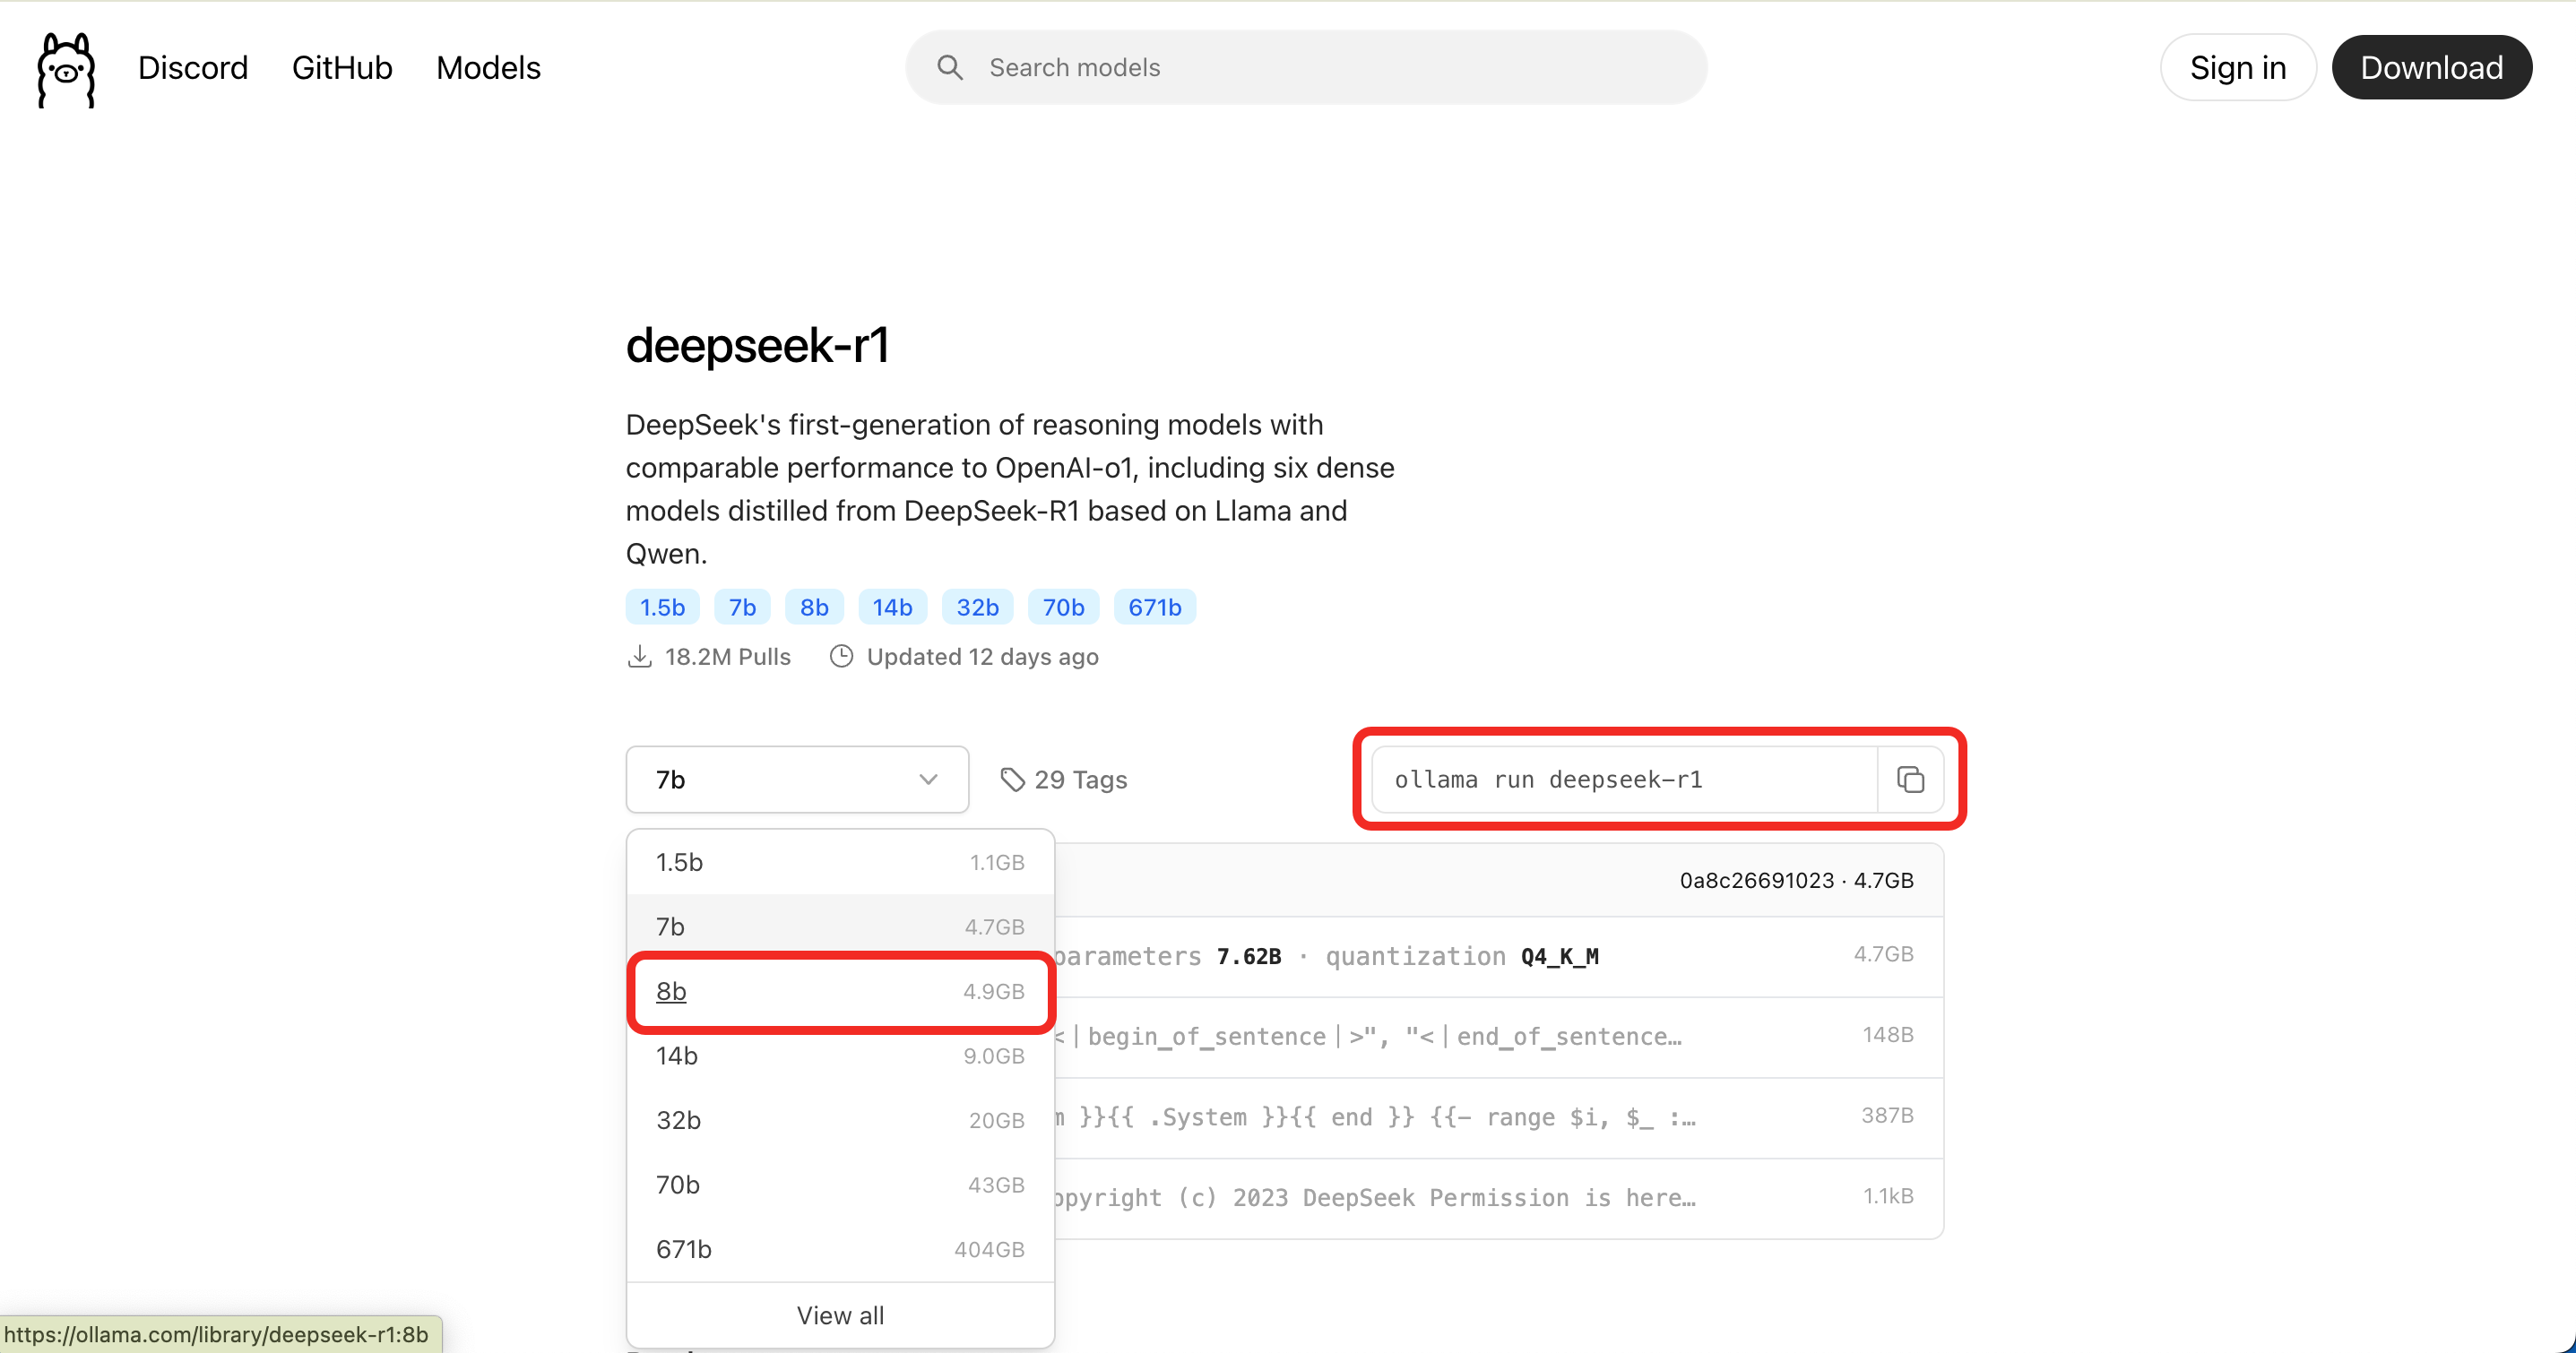 Discord GitHub Models Search models Sign in Download
deepseek-r1
DeepSeek's first-generation of reasoning models with
comparable performance to OpenAI-o1, including six dense
models distilled from DeepSeek-R1 based on Llama and
Qwen.
1.5b 7b 8b 14b 32b 70b 671b
18.2M Pulls Updated 12 days ago
7b 29 Tags ollama run deepseek-r1
1.5b 1.1GB
0a8c26691023 · 4.7GB
7b 4.7GB
parameters 7.62B · quantization Q4_K_M 4.7GB
8b 4.9GB
<｜begin_of_sentence｜>", "<｜end_of_sentence… 148B
14b 9.0GB
32b 20GB
}}{{ .System }}{{ end }} {{- range $i, $_ :… 387B
70b 43GB
opyright (c) 2023 DeepSeek Permission is here… 1.1kB
671b 404GB
View all
https://ollama.com/library/deepseek-r1:8b